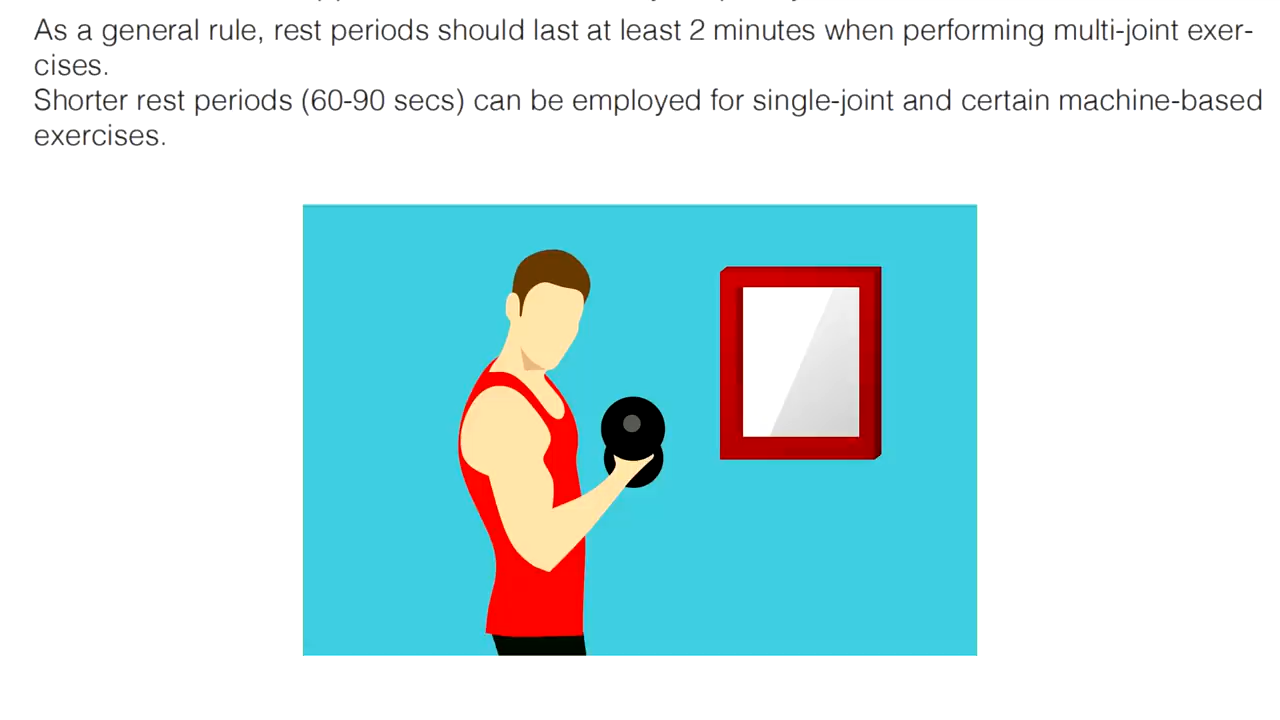 As a general rule, rest periods should last at least 2 minutes when performing multi-joint exer-
cises.
Shorter rest periods (60-90 secs) can be employed for single-joint and certain machine-based
exercises.